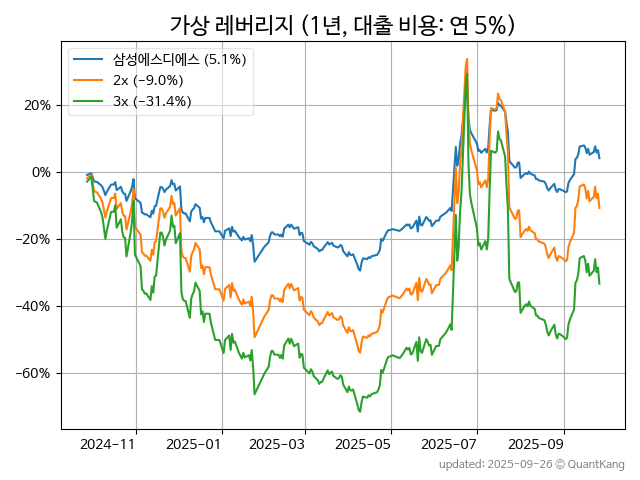 가상 레버리지 (1년, 대출 비용: 연 5%)
삼성에스디에스 (5.1%)
2x (−9.0%)
3x (−31.4%)
20%
0%
−20%
−40%
−60%
2024-11
2025-01
2025-03
2025-05
2025-07
2025-09
updated: 2025-09-26 © QuantKang